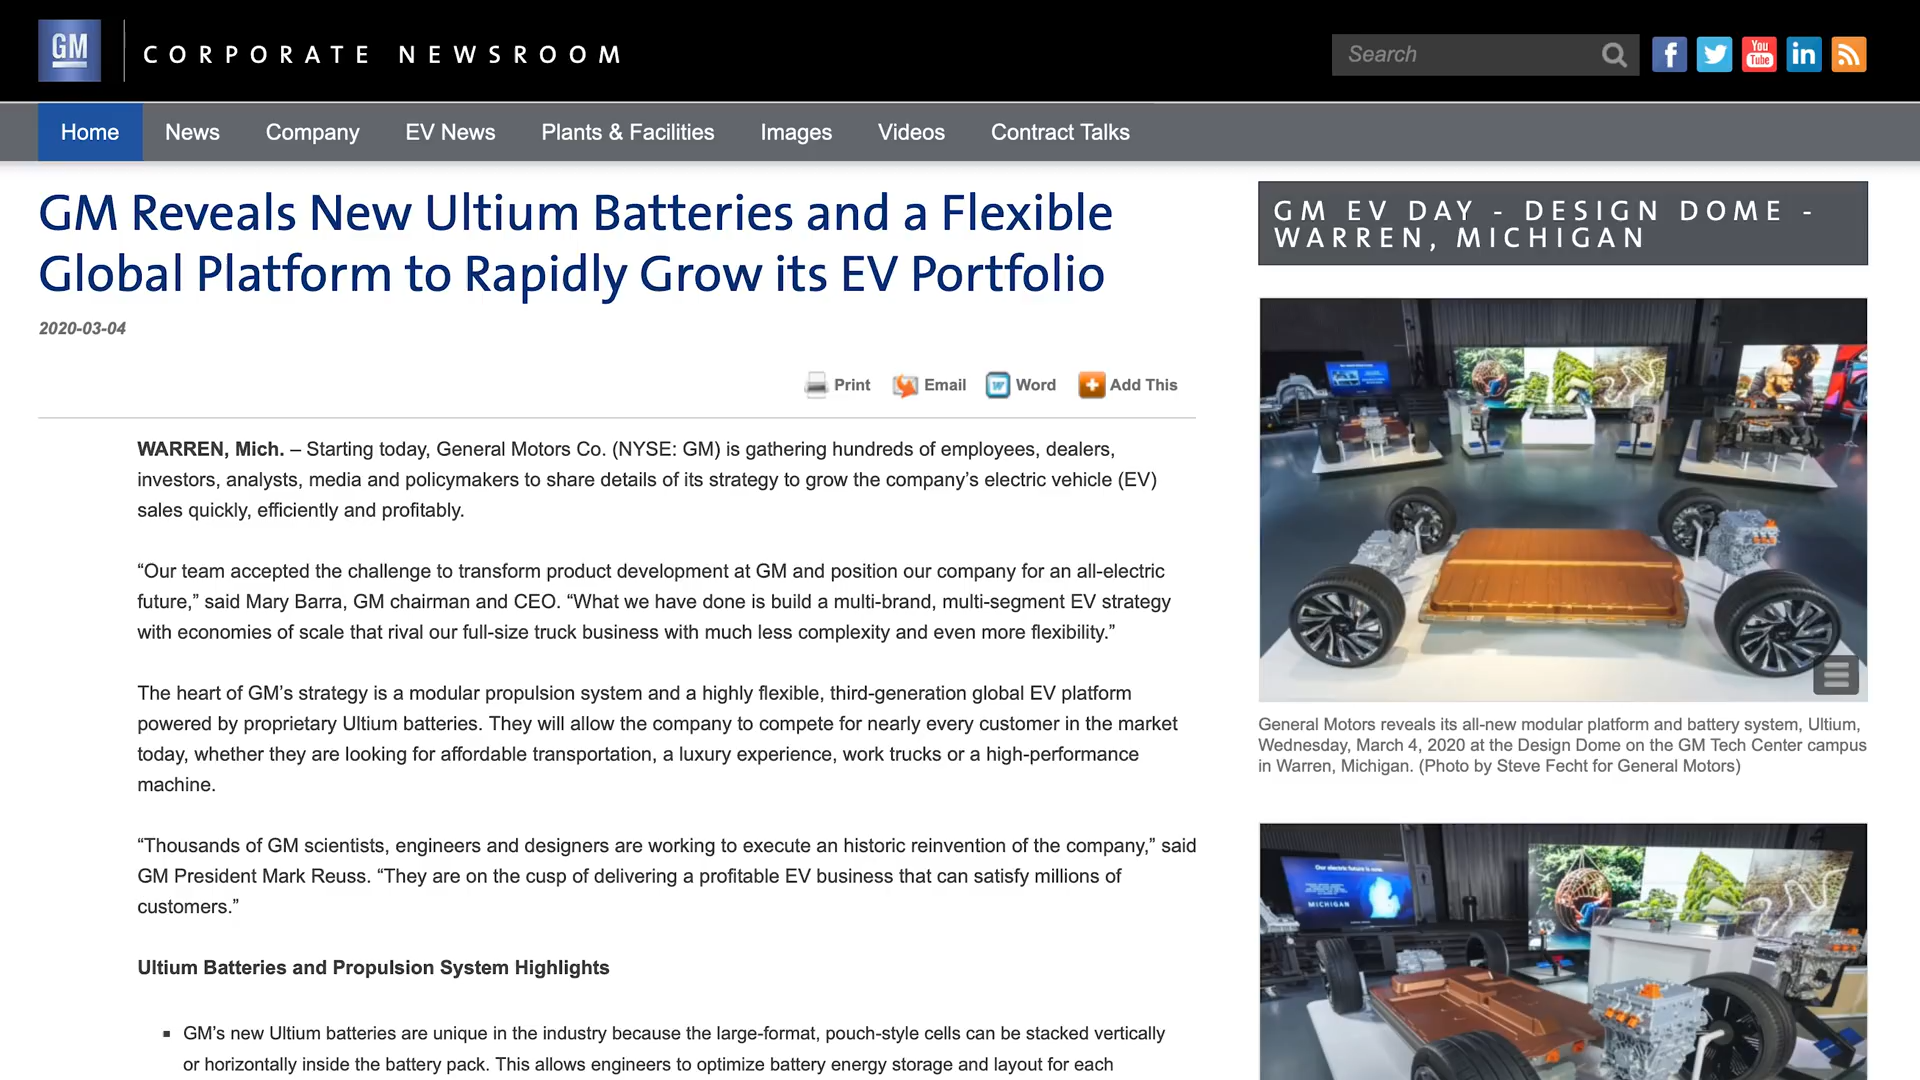 GM
CORPORATE NEWSROOM
Search
You
Tube
in
Home
News
Company
EV News
Plants & Facilities
Images
Videos
Contract Talks
GM Reveals New Ultium Batteries and a Flexible
Global Platform to Rapidly Grow its EV Portfolio
2020-03-04
Print
Email
Word
Add This
WARREN, Mich. – Starting today, General Motors Co. (NYSE: GM) is gathering hundreds of employees, dealers,
investors, analysts, media and policymakers to share details of its strategy to grow the company’s electric vehicle (EV)
sales quickly, efficiently and profitably.
“Our team accepted the challenge to transform product development at GM and position our company for an all-electric
future,” said Mary Barra, GM chairman and CEO. “What we have done is build a multi-brand, multi-segment EV strategy
with economies of scale that rival our full-size truck business with much less complexity and even more flexibility.”
The heart of GM’s strategy is a modular propulsion system and a highly flexible, third-generation global EV platform
powered by proprietary Ultium batteries. They will allow the company to compete for nearly every customer in the market
today, whether they are looking for affordable transportation, a luxury experience, work trucks or a high-performance
machine.
“Thousands of GM scientists, engineers and designers are working to execute an historic reinvention of the company,” said
GM President Mark Reuss. “They are on the cusp of delivering a profitable EV business that can satisfy millions of
customers.”
Ultium Batteries and Propulsion System Highlights
GM’s new Ultium batteries are unique in the industry because the large-format, pouch-style cells can be stacked vertically
or horizontally inside the battery pack. This allows engineers to optimize battery energy storage and layout for each
GM EV DAY - DESIGN DOME -
WARREN, MICHIGAN
General Motors reveals its all-new modular platform and battery system, Ultium,
Wednesday, March 4, 2020 at the Design Dome on the GM Tech Center campus
in Warren, Michigan. (Photo by Steve Fecht for General Motors)
Our electric future is now.
MICHIGAN